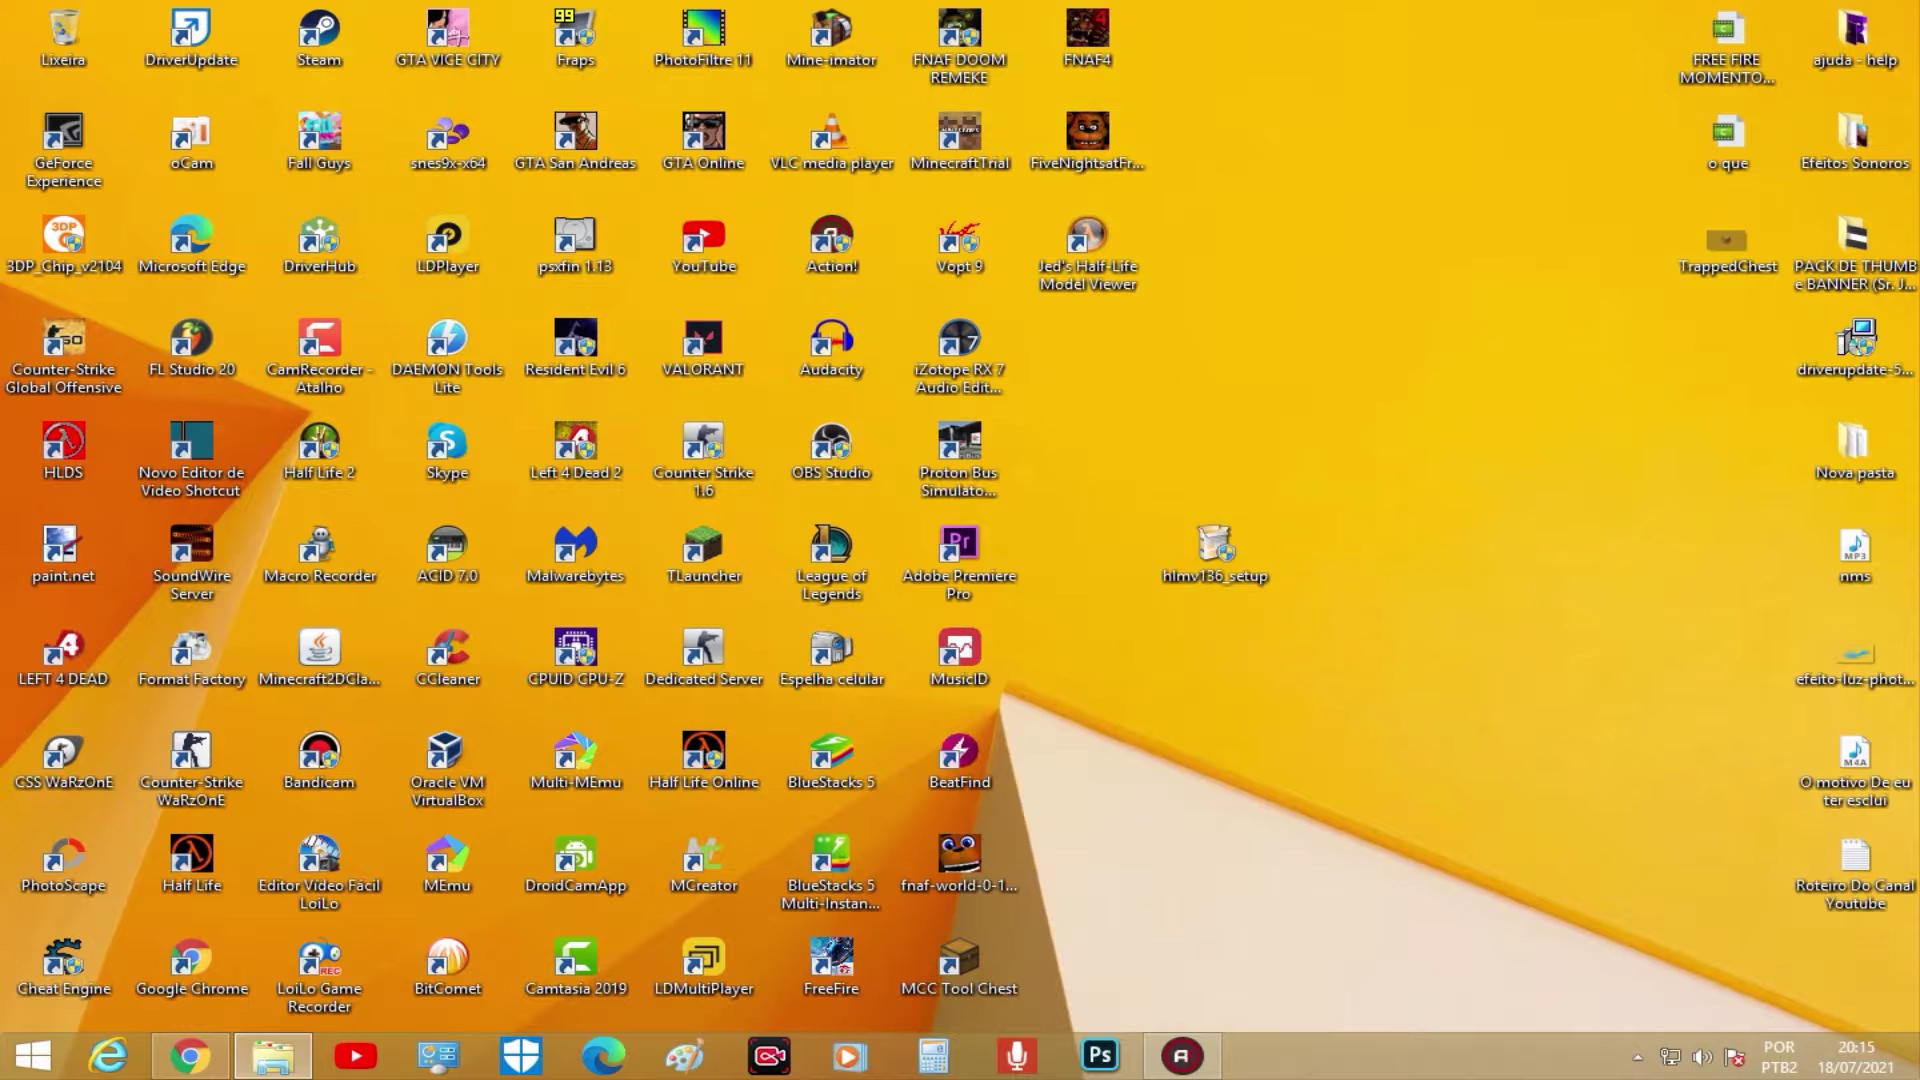 Lixeira
DriverUpdate
Steam
GTA VICE CITY
Fraps
PhotoFiltre 11
Mine-imator
FNAF DOOM
REMEKE
FNAF4
FREE FIRE
MOMENTO...
ajuda - help
GeForce
Experience
oCam
Fall Guys
snes9x-x64
GTA San Andreas
GTA Online
VLC media player
MinecraftTrial
FiveNightsatFr...
o que
Efeitos Sonoros
3DP_Chip_v2104
Microsoft Edge
DriverHub
LDPlayer
psxfin 1.13
YouTube
Action!
Vopt 9
Jed's Half-Life
Model Viewer
TrappedChest
PACK DE THUMB
e BANNER (Sr. J...
Counter-Strike
Global Offensive
FL Studio 20
CamRecorder -
Atalho
DAEMON Tools
Lite
Resident Evil 6
VALORANT
Audacity
iZotope RX 7
Audio Edit...
driverupdate-5...
HLDS
Novo Editor de
Video Shotcut
Half Life 2
Skype
Left 4 Dead 2
Counter Strike
1.6
OBS Studio
Proton Bus
Simulato...
Nova pasta
paint.net
SoundWire
Server
Macro Recorder
ACID 7.0
Malwarebytes
TLauncher
League of
Legends
Adobe Premiere
Pro
hlmv136_setup
MP3
nms
LEFT 4 DEAD
Format Factory
Minecraft2DCla...
CCleaner
CPUID CPU-Z
Dedicated Server
Espelha celular
MusicID
efeito-luz-phot...
CSS WaRzOnE
Counter-Strike
WaRzOnE
Bandicam
Oracle VM
VirtualBox
Multi-MEmu
Half Life Online
BlueStacks 5
BeatFind
M4A
O motivo De eu
ter esclui
PhotoScape
Half Life
Editor Vídeo Fácil
LoiLo
MEmu
DroidCamApp
MCreator
BlueStacks 5
Multi-Instan...
fnaf-world-0-1...
Roteiro Do Canal
Youtube
Cheat Engine
Google Chrome
LoiLo Game
Recorder
BitComet
Camtasia 2019
LDMultiPlayer
FreeFire
MCC Tool Chest
Ps
POR
PTB2
20:15
18/07/2021